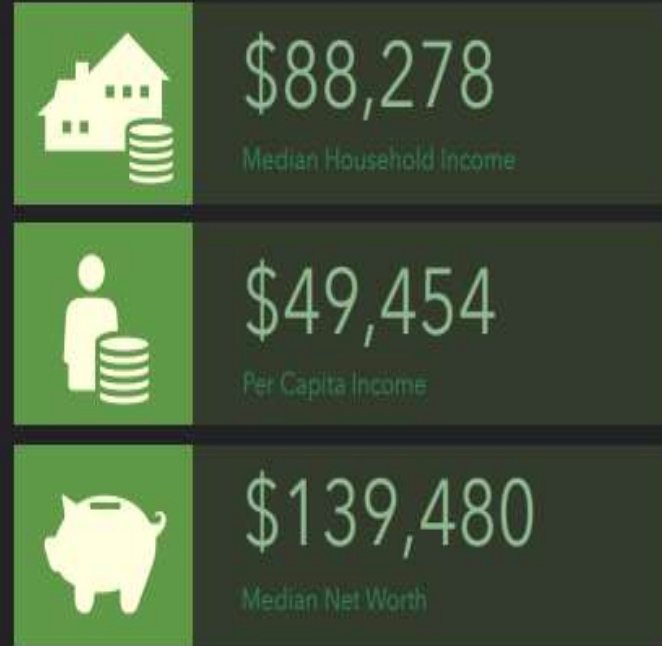 $88,278
Median Household Income
$49,454
Per Capita Income
$139,480
Median Net Worth